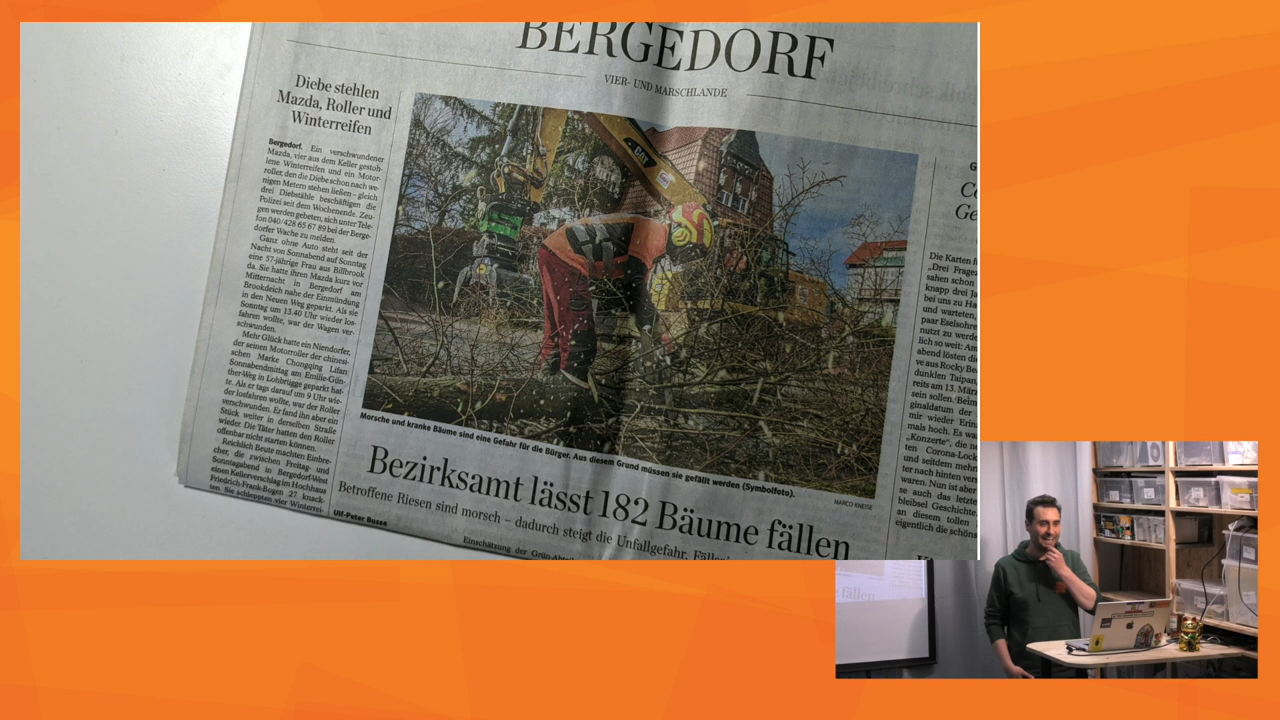 BERGEDORF
VIER- UND MARSCHLANDE
Diebe stehlen
Mazda, Roller und
Winterreifen
Bergedorf. Ein verschwundener
Mazda, vier aus dem Keller gestoh-
lene Winterreifen und ein Motor-
roller, den die Diebe schon nach we-
nigen Metern stehen ließen – gleich
drei Diebstähle beschäftigen die
Polizei seit dem Wochenende. Zeu-
gen werden gebeten, sich unter Tele-
fon 040/428 65 67 89 bei der Berge-
dorfer Wache zu melden.
Ganz ohne Auto steht seit der
Nacht von Sonnabend auf Sonntag
eine 57-jährige Frau aus Billbrook
da. Sie hatte ihren Mazda kurz vor
Mitternacht in Bergedorf am
Brookdeich nahe der Einmündung
in den Neuen Weg geparkt. Als sie
Sonntag um 13.40 Uhr wieder los-
fahren wollte, war der Wagen ver-
schwunden.
Mehr Glück hatte ein Niendorfer,
der seinen Motorroller der chinesi-
schen Marke Chongqing Lifan
Sonnabendmittag am Emilie-Gün-
ther-Weg in Lohbrügge geparkt hat-
te. Als er tags darauf um 9 Uhr wie-
der losfahren wollte, war der Roller
verschwunden. Er fand ihn aber ein
Stück weiter in derselben Straße
wieder. Die Täter hatten den Roller
offenbar nicht starten können.
Reichlich Beute machten Einbre-
cher, die zwischen Freitag- und
Sonntagabend in Bergedorf-West
einen Kellerverschlag im Hochhaus
Friedrich-Frank-Bogen 27 knack-
ten. Sie schleppten vier Winterrei-
CAT
Morsche und kranke Bäume sind eine Gefahr für die Bürger. Aus diesem Grund müssen sie gefällt werden (Symbolfoto).
MARCO KNEISE
Bezirksamt lässt 182 Bäume fällen
Betroffene Riesen sind morsch – dadurch steigt die Unfallgefahr,
Ulf-Peter Busse
Einschätzung der
G
Co
Ge
Die Karten f
„Drei Frage
sahen schon
knapp drei Ja
bei uns zu Ha
und warteten,
paar Eselsohre
nutzt zu werde
lich so weit: Am
abend lösten die
ve aus Rocky Be
dunklen Taipan,
reits am 13. März
sein sollen. Beim
ginaldatum der
mir wieder Erin
mals hoch. Es wa
„Konzerte“, die n
ten Corona-Lock
und seitdem mehr
ter nach hinten vers
waren. Nun ist aber
se auch das letzte
bleibsel Geschichte.
an diesem tollen
eigentlich die schöns
fällen